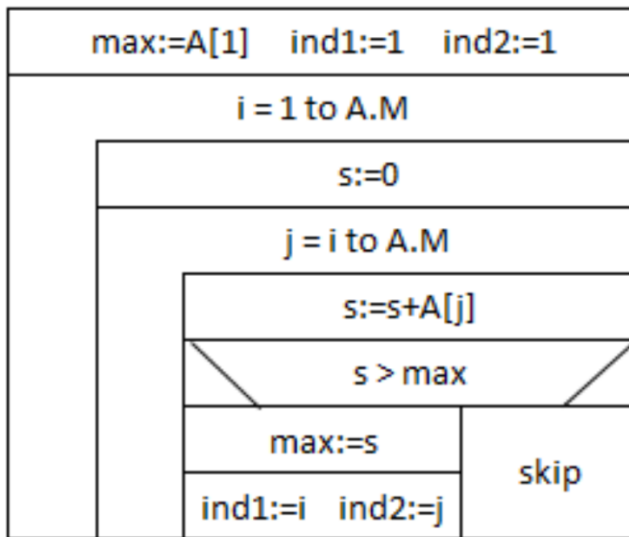 max:=A[1] ind1:=1 ind2:=1
i = 1 to A.M
s:=0
j = i to A.M
s:=s+A[j]
s > max
max:=s
skip
ind1:=i ind2:=j